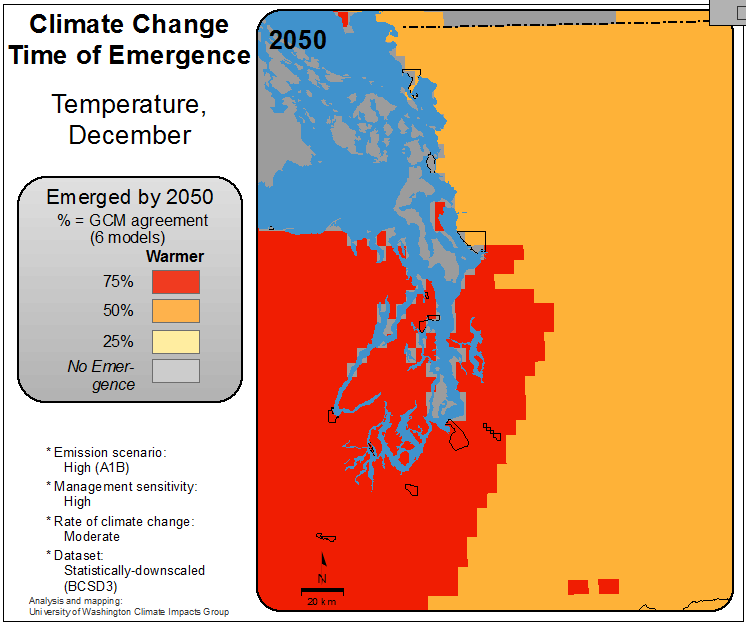 Climate Change
Time of Emergence
Temperature,
December
Emerged by 2050
% = GCM agreement
(6 models)
Warmer
75%
50%
25%
No Emer-
gence
* Emission scenario:
High (A1B)
* Management sensitivity:
High
* Rate of climate change:
Moderate
* Dataset:
Statistically-downscaled
(BCSD3)
Analysis and mapping:
University of Washington Climate Impacts Group
2050
N
20 km